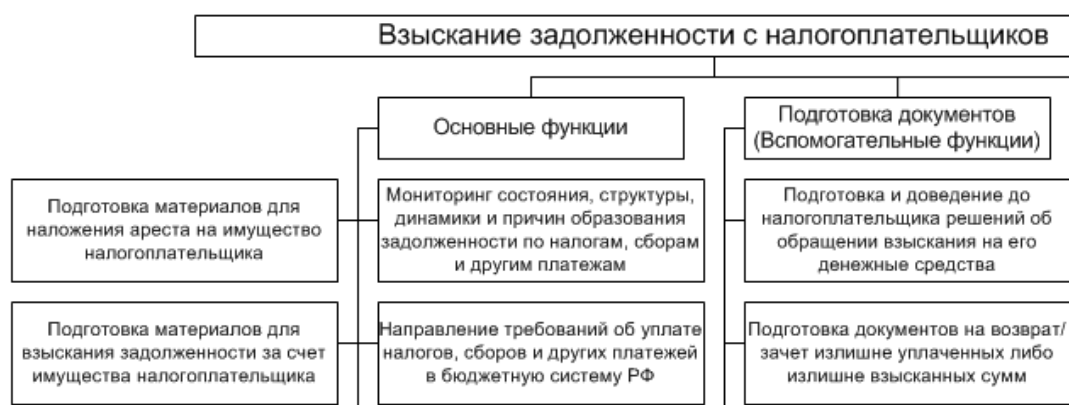 Взыскание задолженности с налогоплательщиков
Основные функции
Подготовка документов
(Вспомогательные функции)
Подготовка материалов для
наложения ареста на имущество
налогоплательщика
Мониторинг состояния, структуры,
динамики и причин образования
задолженности по налогам, сборам
и другим платежам
Подготовка и доведение до
налогоплательщика решений об
обращении взыскания на его
денежные средства
Подготовка материалов для
взыскания задолженности за счет
имущества налогоплательщика
Направление требований об уплате
налогов, сборов и других платежей
в бюджетную систему РФ
Подготовка документов на возврат/
зачет излишне уплаченных либо
излишне взысканных сумм